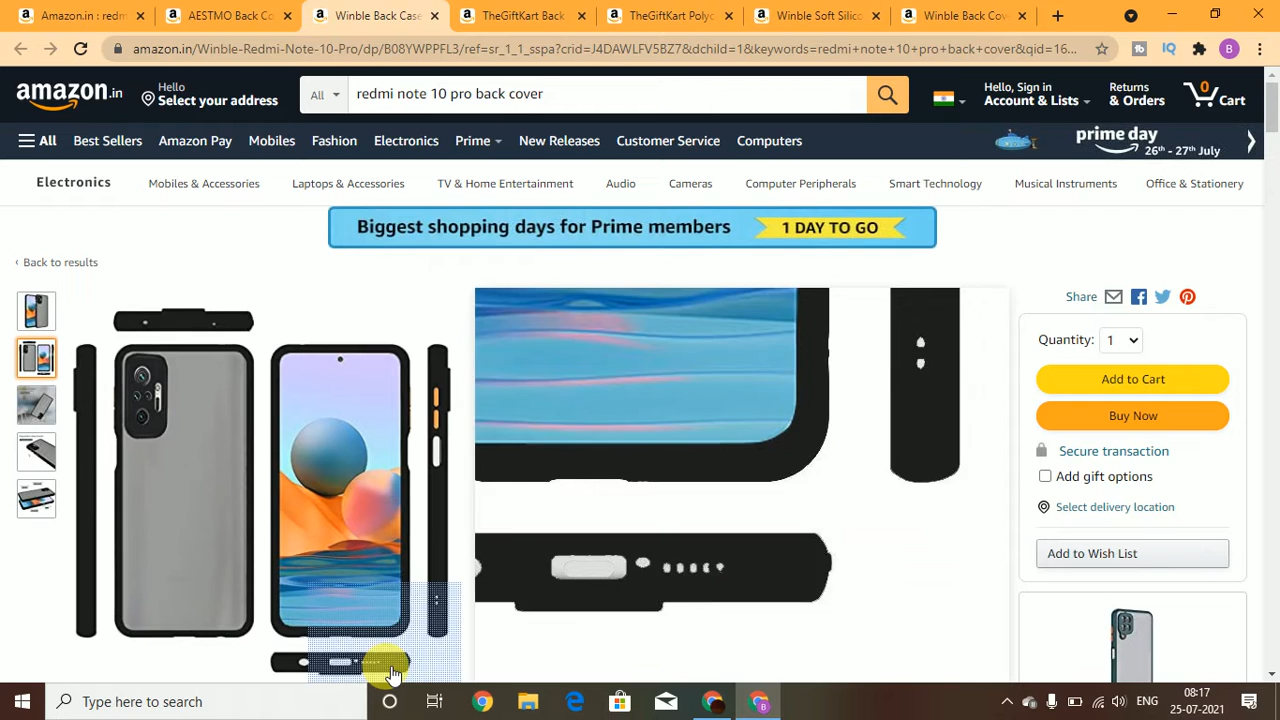 Amazon.in : redm
AESTMO Back Co
Winble Back Case
TheGiftKart Back
TheGiftKart Polyc
Winble Soft Silico
Winble Back Cov
amazon.in/Winble-Redmi-Note-10-Pro/dp/B08YWPPFL3/ref=sr_1_1_sspa?crid=J4DAWLFV5BZ7&dchild=1&keywords=redmi+note+10+pro+back+cover&qid=16...
IQ
B
amazon.in
Hello
Select your address
All
redmi note 10 pro back cover
Hello, Sign in
Account & Lists
Returns
& Orders
0
Cart
All
Best Sellers
Amazon Pay
Mobiles
Fashion
Electronics
Prime
New Releases
Customer Service
Computers
prime day
26th - 27th July
Electronics
Mobiles & Accessories
Laptops & Accessories
TV & Home Entertainment
Audio
Cameras
Computer Peripherals
Smart Technology
Musical Instruments
Office & Stationery
Biggest shopping days for Prime members
1 DAY TO GO
‹ Back to results
Share
Quantity: 1
Add to Cart
Buy Now
Secure transaction
Add gift options
Select delivery location
Add to Wish List
Type here to search
B
ENG
08:17
25-07-2021